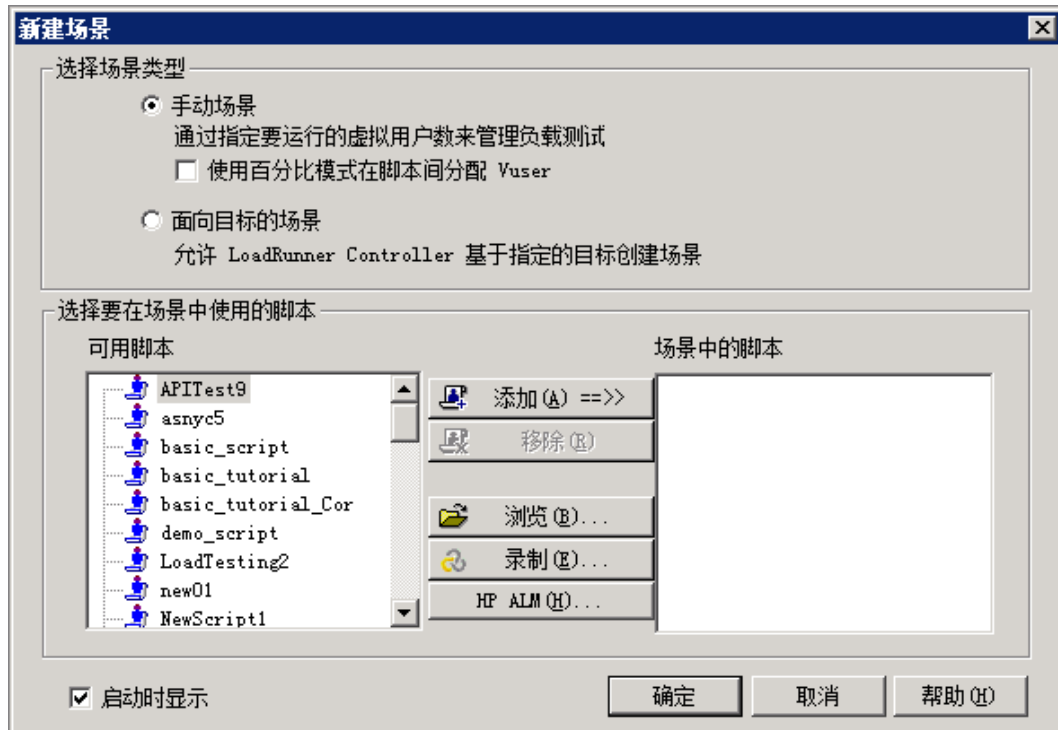 新建场景
选择场景类型
手动场景
通过指定要运行的虚拟用户数来管理负载测试
使用百分比模式在脚本间分配 Vuser
面向目标的场景
允许 LoadRunner Controller 基于指定的目标创建场景
选择要在场景中使用的脚本
可用脚本
APITest9
asnyc5
basic_script
basic_tutorial
basic_tutorial_Cor
demo_script
LoadTesting2
new01
NewScript1
添加(A) ==>>
移除(R)
浏览(B)...
录制(E)...
HP ALM(H)...
场景中的脚本
启动时显示
确定
取消
帮助(H)